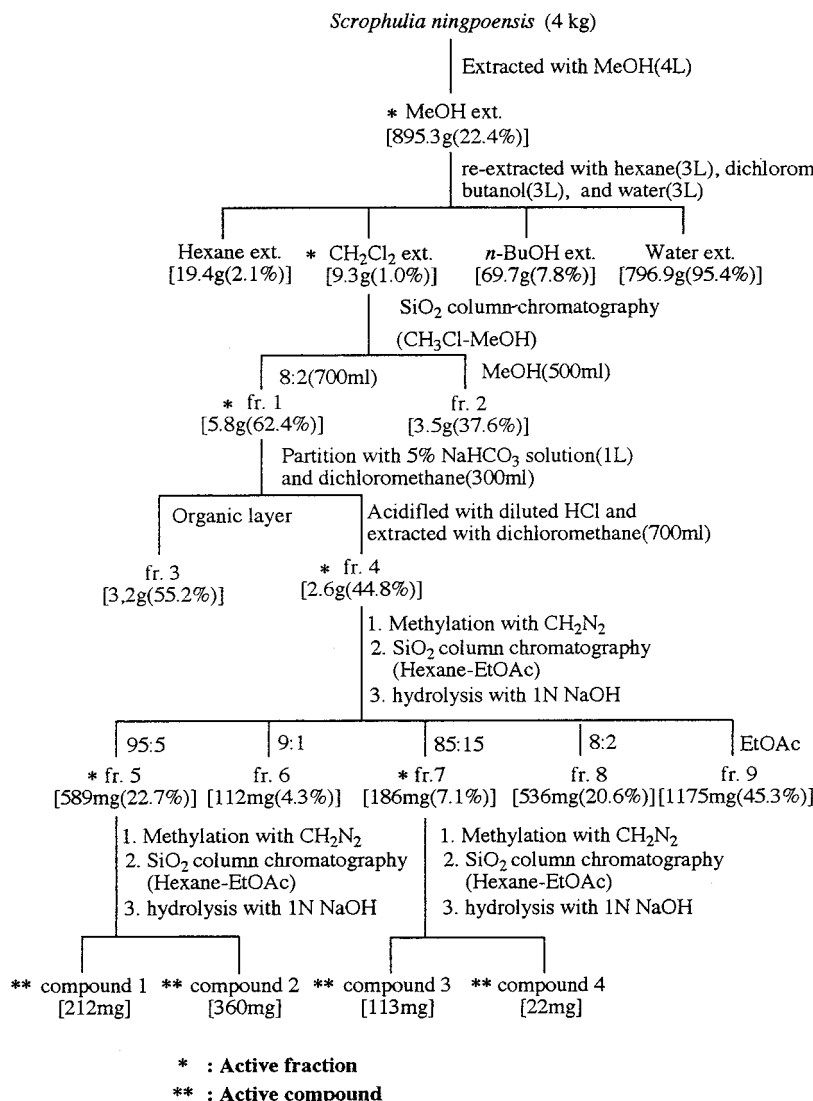 Scrophulia ningpoensis (4 kg)
Extracted with MeOH(4L)
* MeOH ext.
[895.3g(22.4%)]
re-extracted with hexane(3L), dichlorom
butanol(3L), and water(3L)
Hexane ext. * CH₂Cl₂ ext. n-BuOH ext. Water ext.
[19.4g(2.1%)] [9.3g(1.0%)] [69.7g(7.8%)] [796.9g(95.4%)]
SiO₂ column chromatography
(CH₃Cl-MeOH)
8:2(700ml) MeOH(500ml)
* fr. 1 fr. 2
[5.8g(62.4%)] [3.5g(37.6%)]
Partition with 5% NaHCO₃ solution(1L)
and dichloromethane(300ml)
Organic layer Acidifled with diluted HCl and
extracted with dichloromethane(700ml)
fr. 3 * fr. 4
[3,2g(55.2%)] [2.6g(44.8%)]
1. Methylation with CH₂N₂
2. SiO₂ column chromatography
(Hexane-EtOAc)
3. hydrolysis with 1N NaOH
95:5 9:1 85:15 8:2 EtOAc
* fr. 5 fr. 6 * fr.7 fr. 8 fr. 9
[589mg(22.7%)] [112mg(4.3%)] [186mg(7.1%)] [536mg(20.6%)] [1175mg(45.3%)]
1. Methylation with CH₂N₂ 1. Methylation with CH₂N₂
2. SiO₂ column chromatography 2. SiO₂ column chromatography
(Hexane-EtOAc) (Hexane-EtOAc)
3. hydrolysis with 1N NaOH 3. hydrolysis with 1N NaOH
** compound 1 ** compound 2 ** compound 3 ** compound 4
[212mg] [360mg] [113mg] [22mg]
* : Active fraction
** : Active compound